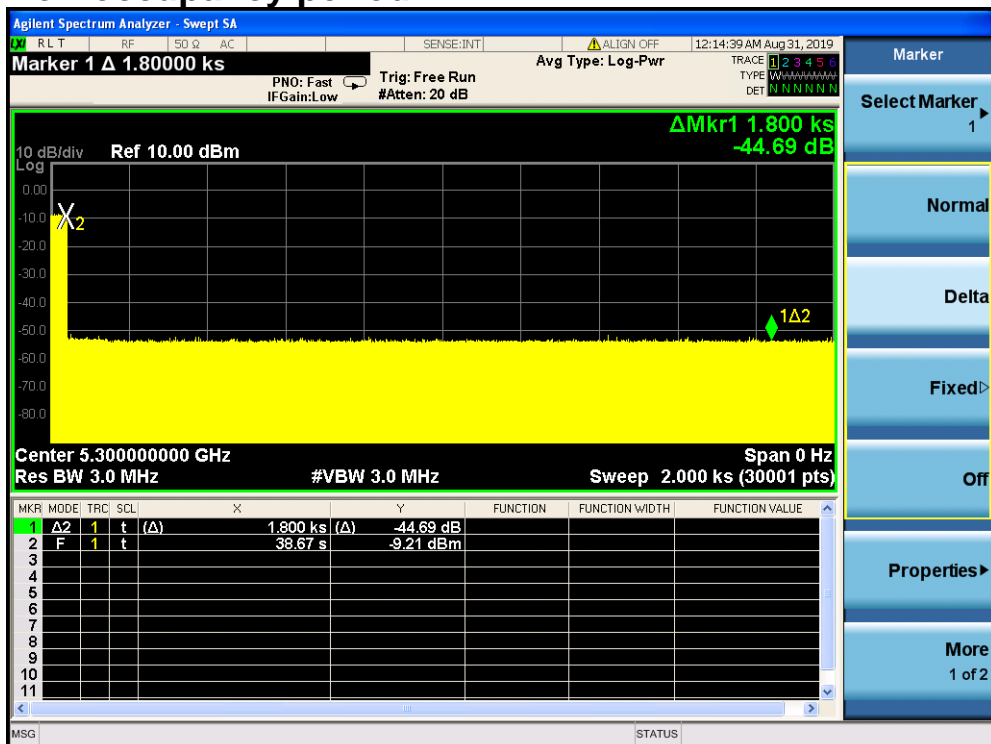 Agilent Spectrum Analyzer - Swept SA
LXI RLT RF 50 Ω AC SENSE:INT ALIGN OFF 12:14:39 AM Aug 31, 2019
Marker 1 Δ 1.80000 ks
PNO: Fast
IFGain:Low
Trig: Free Run
#Atten: 20 dB
Avg Type: Log-Pwr
TRACE 1 2 3 4 5 6
TYPE
DET N N N N N N
ΔMkr1 1.800 ks
-44.69 dB
10 dB/div Ref 10.00 dBm
Log
0.00
-10.0
-20.0
-30.0
-40.0
-50.0
-60.0
-70.0
-80.0
X2
1Δ2
Center 5.300000000 GHz Span 0 Hz
Res BW 3.0 MHz #VBW 3.0 MHz Sweep 2.000 ks (30001 pts)
MKR MODE TRC SCL X Y FUNCTION FUNCTION WIDTH FUNCTION VALUE
1 Δ2 1 t (Δ) 1.800 ks (Δ) -44.69 dB
2 F 1 t 38.67 s -9.21 dBm
3
4
5
6
7
8
9
10
11
MSG STATUS
Marker
Select Marker
1
Normal
Delta
Fixed
Off
Properties
More
1 of 2